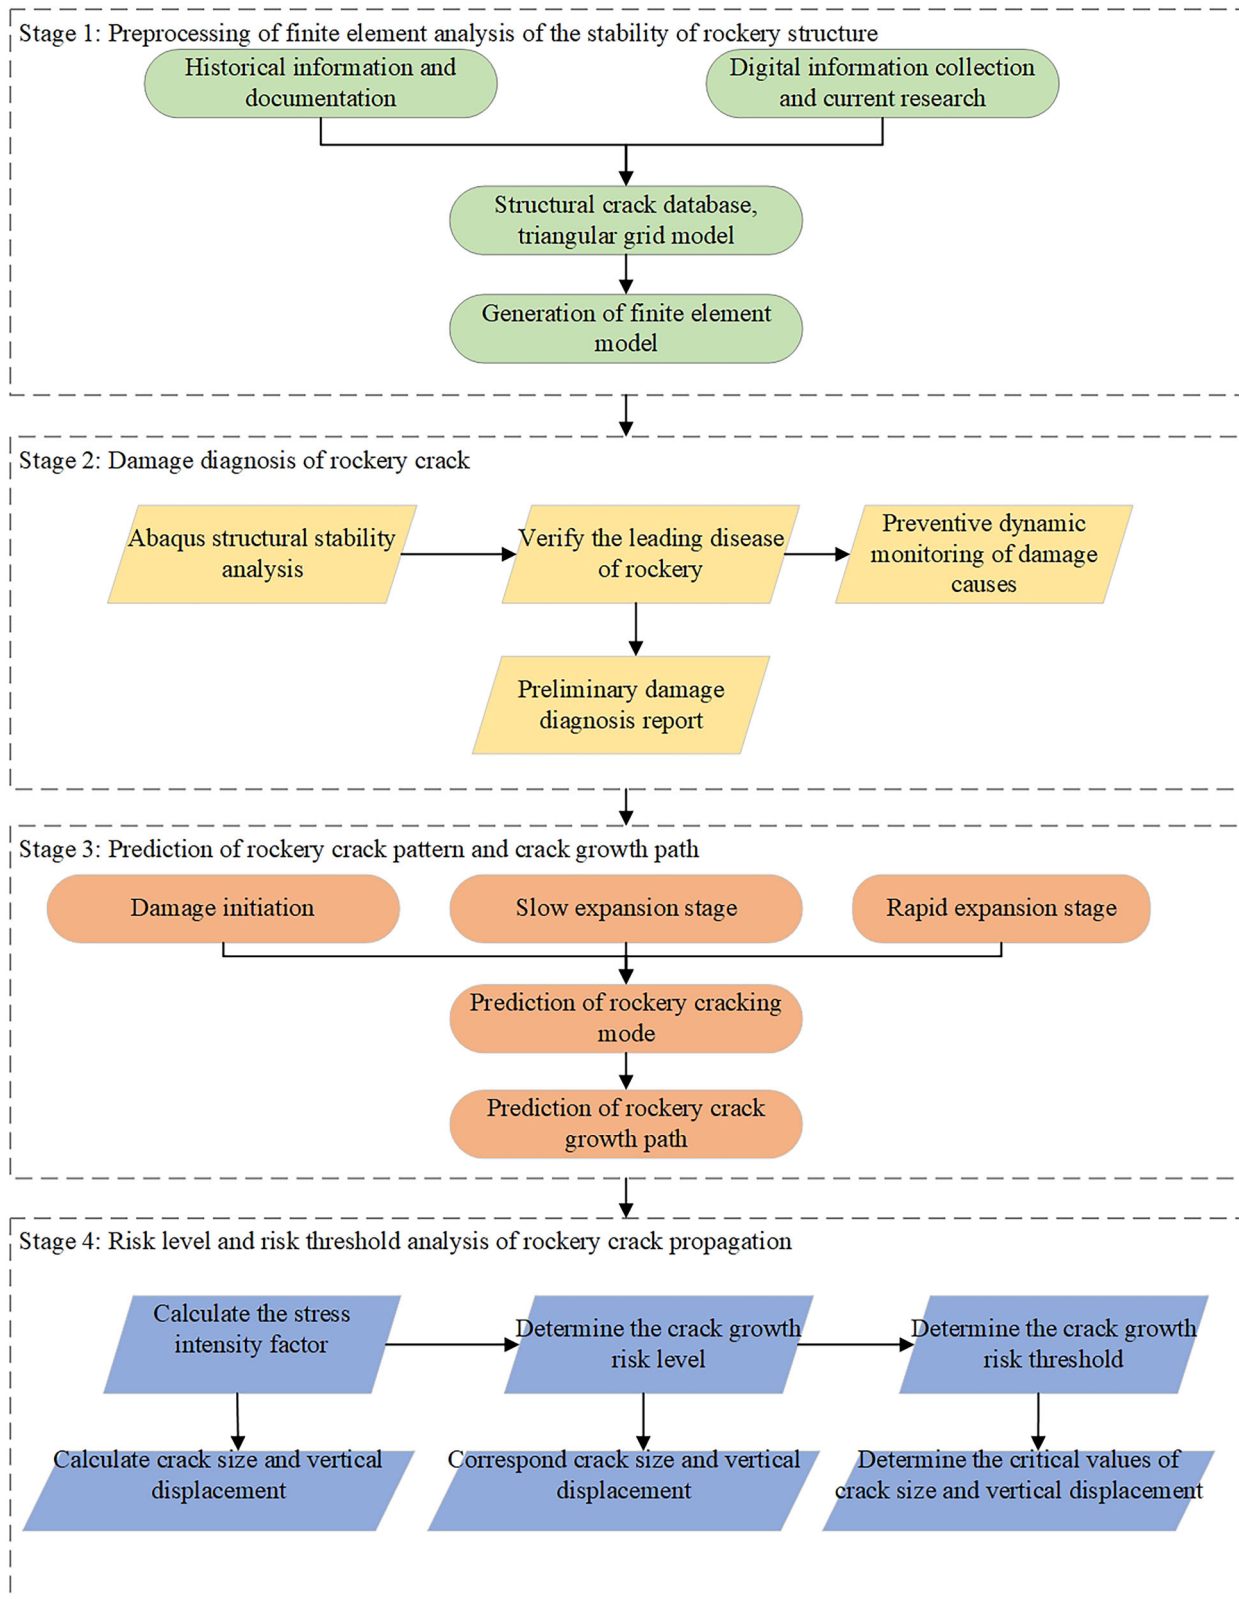 Stage 1: Preprocessing of finite element analysis of the stability of rockery structure
Historical information and
documentation
Digital information collection
and current research
Structural crack database,
triangular grid model
Generation of finite element
model
Stage 2: Damage diagnosis of rockery crack
Abaqus structural stability
analysis
Verify the leading disease
of rockery
Preventive dynamic
monitoring of damage
causes
Preliminary damage
diagnosis report
Stage 3: Prediction of rockery crack pattern and crack growth path
Damage initiation
Slow expansion stage
Rapid expansion stage
Prediction of rockery cracking
mode
Prediction of rockery crack
growth path
Stage 4: Risk level and risk threshold analysis of rockery crack propagation
Calculate the stress
intensity factor
Determine the crack growth
risk level
Determine the crack growth
risk threshold
Calculate crack size and vertical
displacement
Correspond crack size and vertical
displacement
Determine the critical values of
crack size and vertical displacement